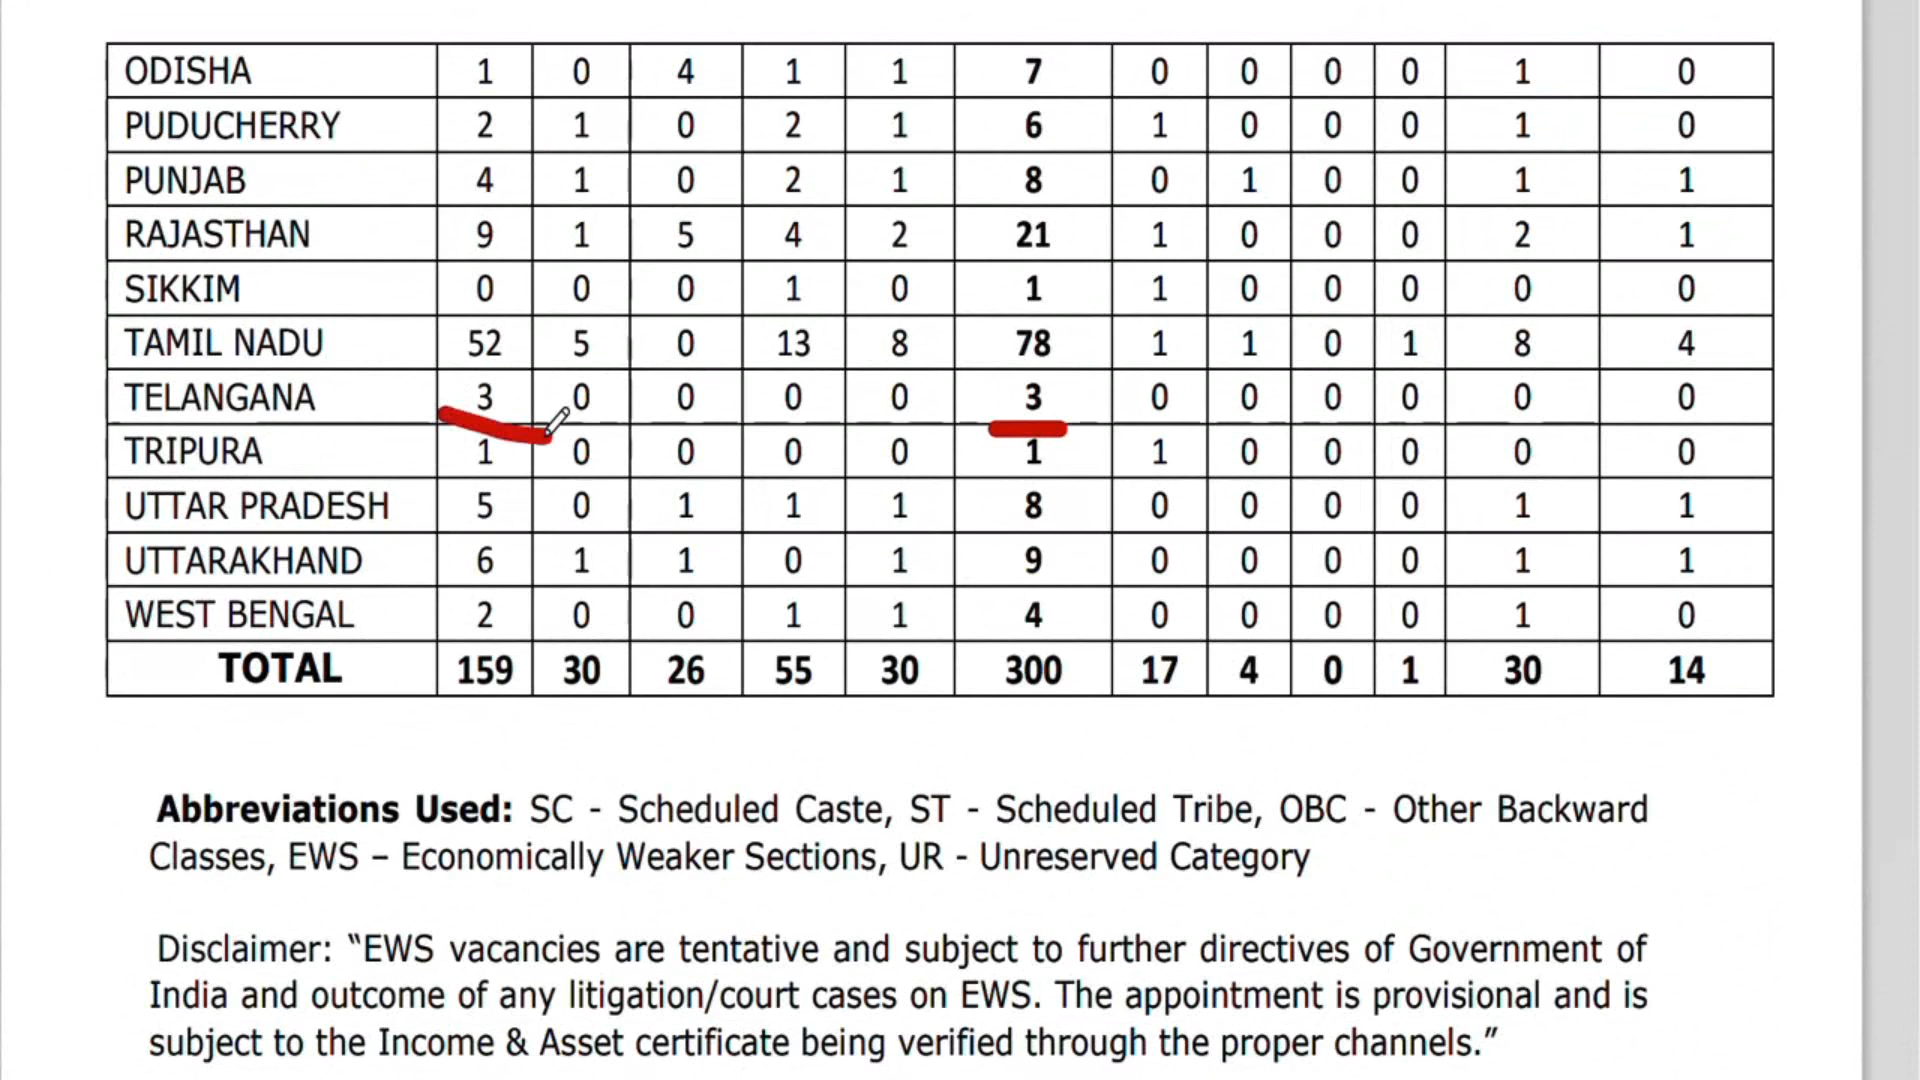 ODISHA 1 0 4 1 1 7 0 0 0 0 1 0
PUDUCHERRY 2 1 0 2 1 6 1 0 0 0 1 0
PUNJAB 4 1 0 2 1 8 0 1 0 0 1 1
RAJASTHAN 9 1 5 4 2 21 1 0 0 0 2 1
SIKKIM 0 0 0 1 0 1 1 0 0 0 0 0
TAMIL NADU 52 5 0 13 8 78 1 1 0 1 8 4
TELANGANA 3 0 0 0 0 3 0 0 0 0 0 0
TRIPURA 1 0 0 0 0 1 1 0 0 0 0 0
UTTAR PRADESH 5 0 1 1 1 8 0 0 0 0 1 1
UTTARAKHAND 6 1 1 0 1 9 0 0 0 0 1 1
WEST BENGAL 2 0 0 1 1 4 0 0 0 0 1 0
TOTAL 159 30 26 55 30 300 17 4 0 1 30 14
Abbreviations Used: SC - Scheduled Caste, ST - Scheduled Tribe, OBC - Other Backward
Classes, EWS – Economically Weaker Sections, UR - Unreserved Category
Disclaimer: “EWS vacancies are tentative and subject to further directives of Government of
India and outcome of any litigation/court cases on EWS. The appointment is provisional and is
subject to the Income & Asset certificate being verified through the proper channels.”